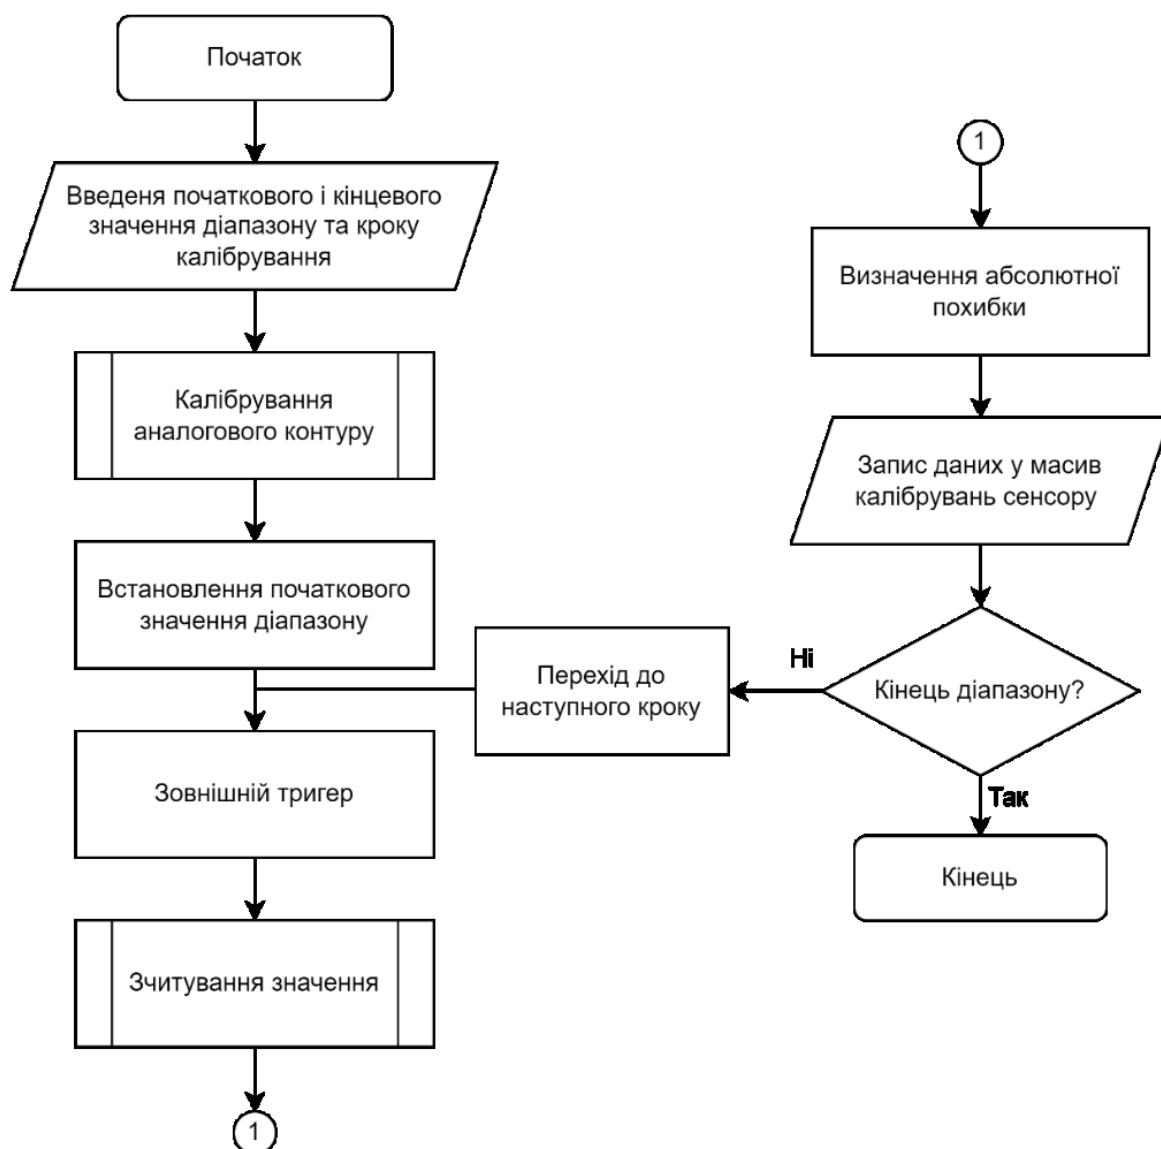 Початок
Введеня початкового і кінцевого
значення діапазону та кроку
калібрування
Калібрування
аналогового контуру
Встановлення початкового
значення діапазону
Зовнішній тригер
Зчитування значення
1
1
Визначення абсолютної
похибки
Запис даних у масив
калібрувань сенсору
Кінець діапазону?
Ні
Перехід до
наступного кроку
Так
Кінець